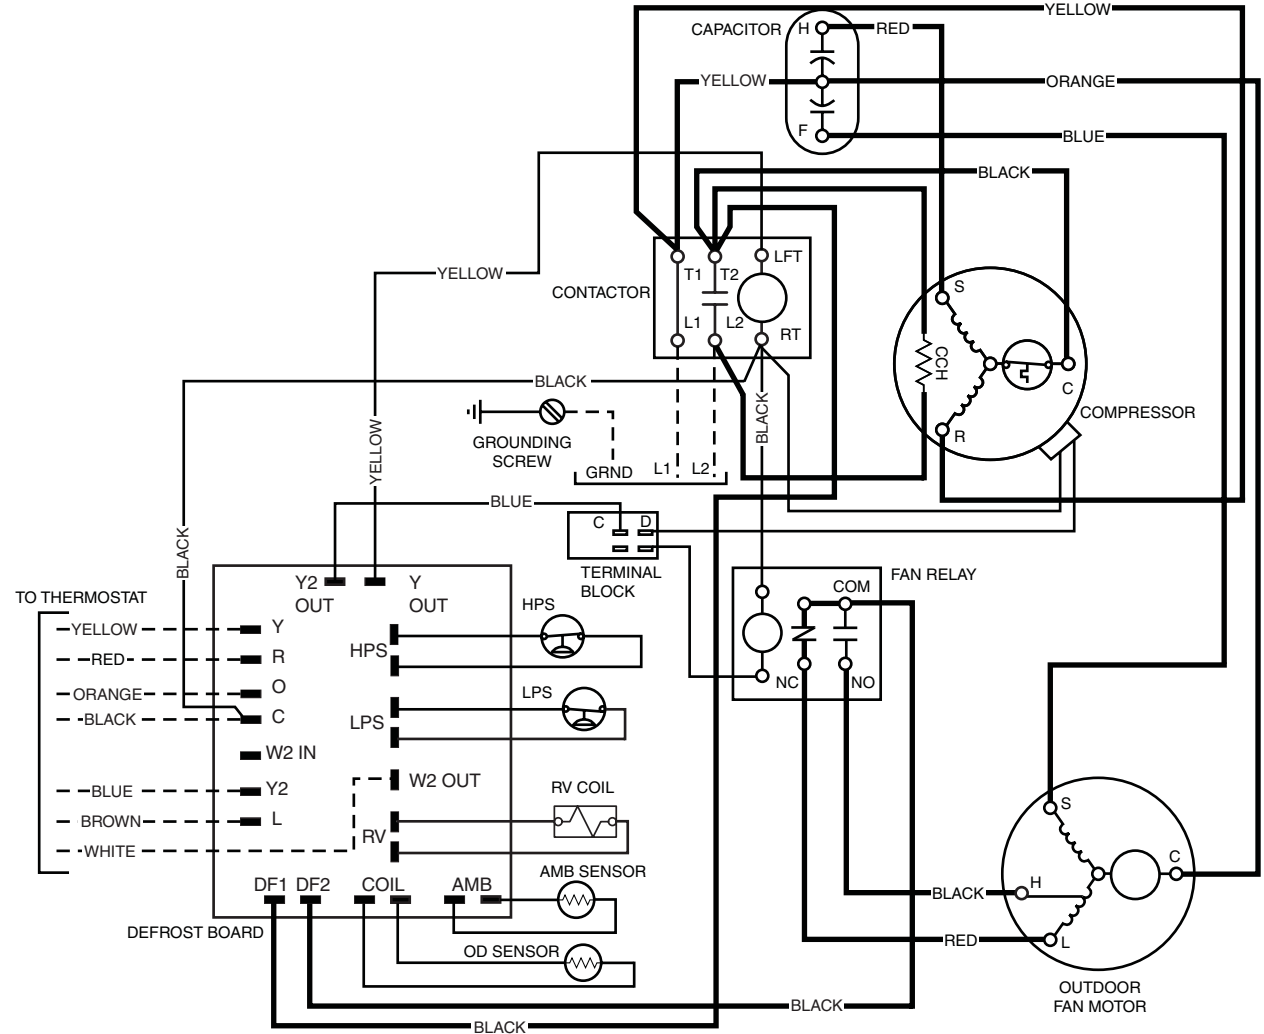 YELLOW
CAPACITOR H RED
YELLOW ORANGE
F BLUE
BLACK
YELLOW
T1 T2 LFT
CONTACTOR
L1 L2 RT
S
CCH
C
R
COMPRESSOR
BLACK
BLACK
YELLOW
GROUNDING
SCREW
GRND L1 L2
BLUE
C D
TERMINAL
BLOCK
BLACK
FAN RELAY
COM
NC NO
TO THERMOSTAT
Y2
OUT
Y
OUT
YELLOW Y
RED R
ORANGE O
BLACK C
W2 IN
BLUE Y2
BROWN L
WHITE
HPS
HPS
LPS
LPS
W2 OUT
RV
RV COIL
DF1 DF2 COIL AMB
AMB SENSOR
DEFROST BOARD
OD SENSOR
S
C
H
L
BLACK
RED
OUTDOOR
FAN MOTOR
BLACK
BLACK